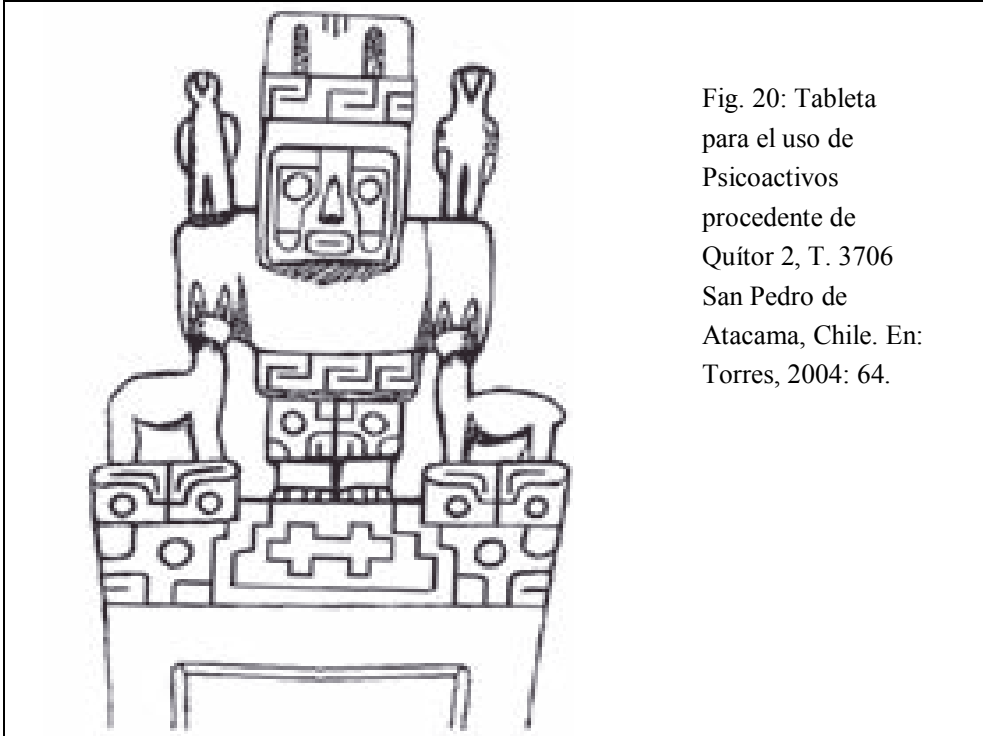 Fig. 20: Tableta
para el uso de
Psicoactivos
procedente de
Quítor 2, T. 3706
San Pedro de
Atacama, Chile. En:
Torres, 2004: 64.